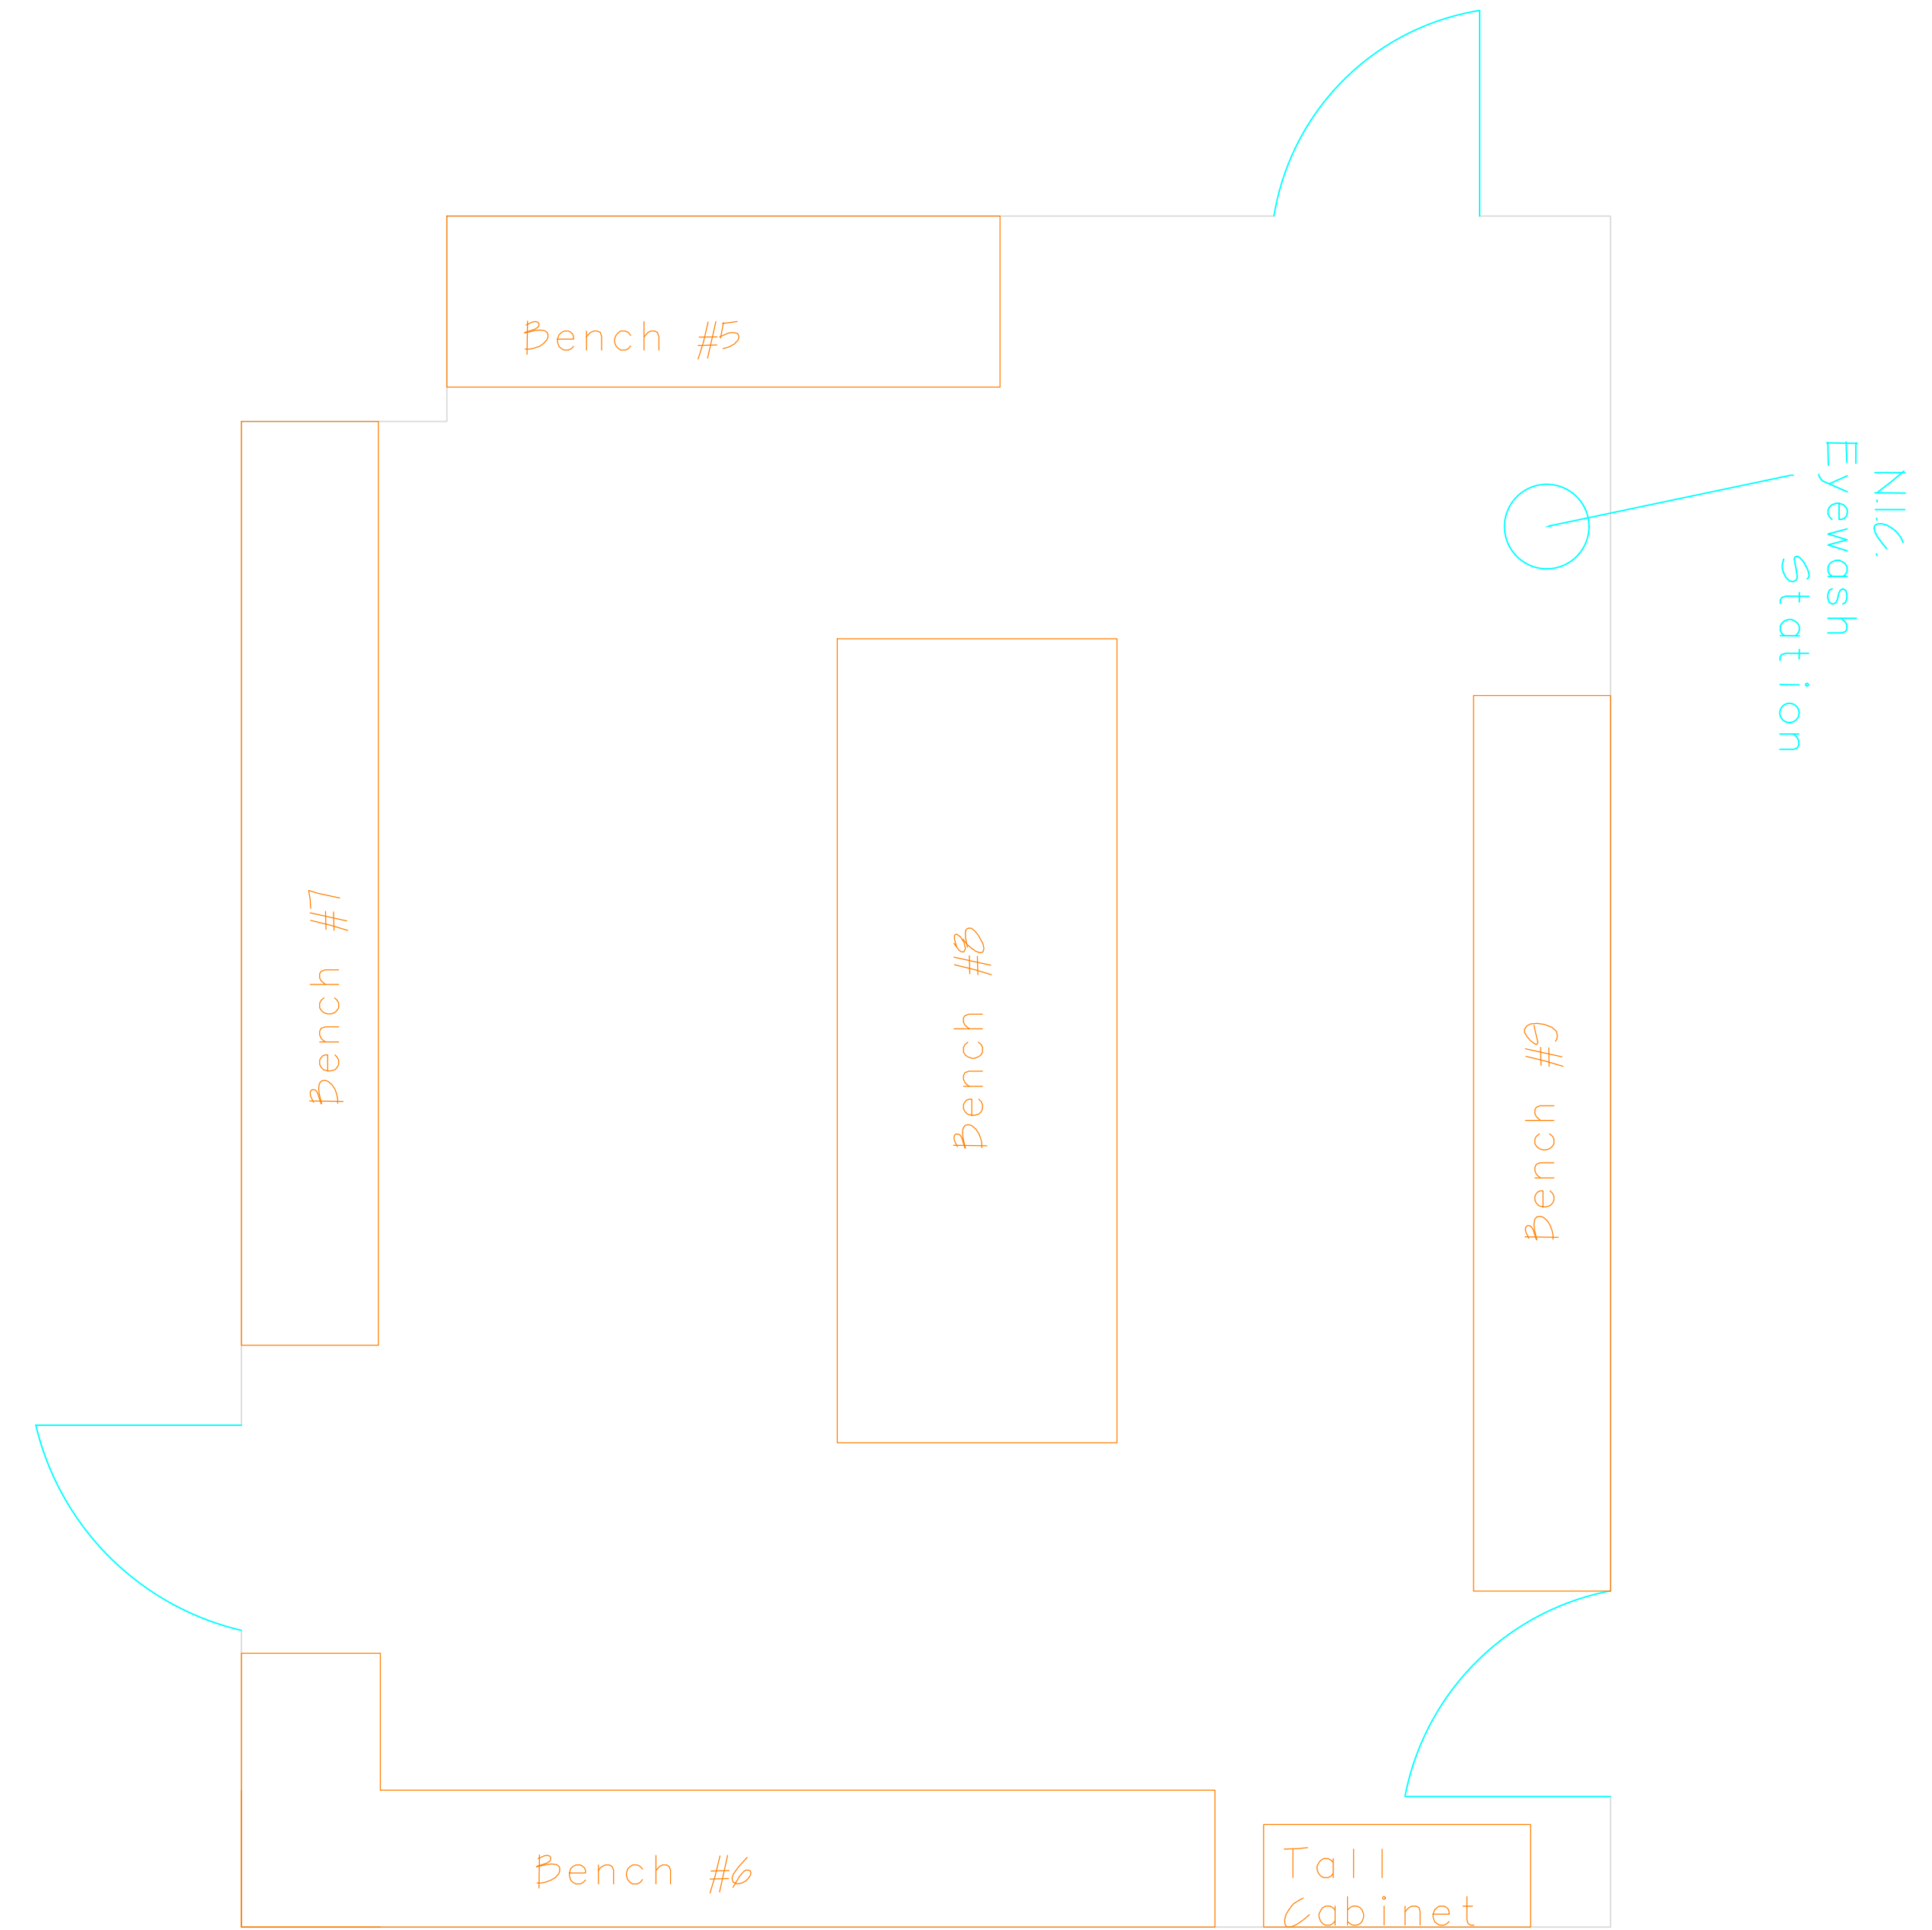 Bench #5
N.I.C.
Eyewash
Station
Bench #7
Bench #8
Bench #9
Bench #6
Tall
Cabinet